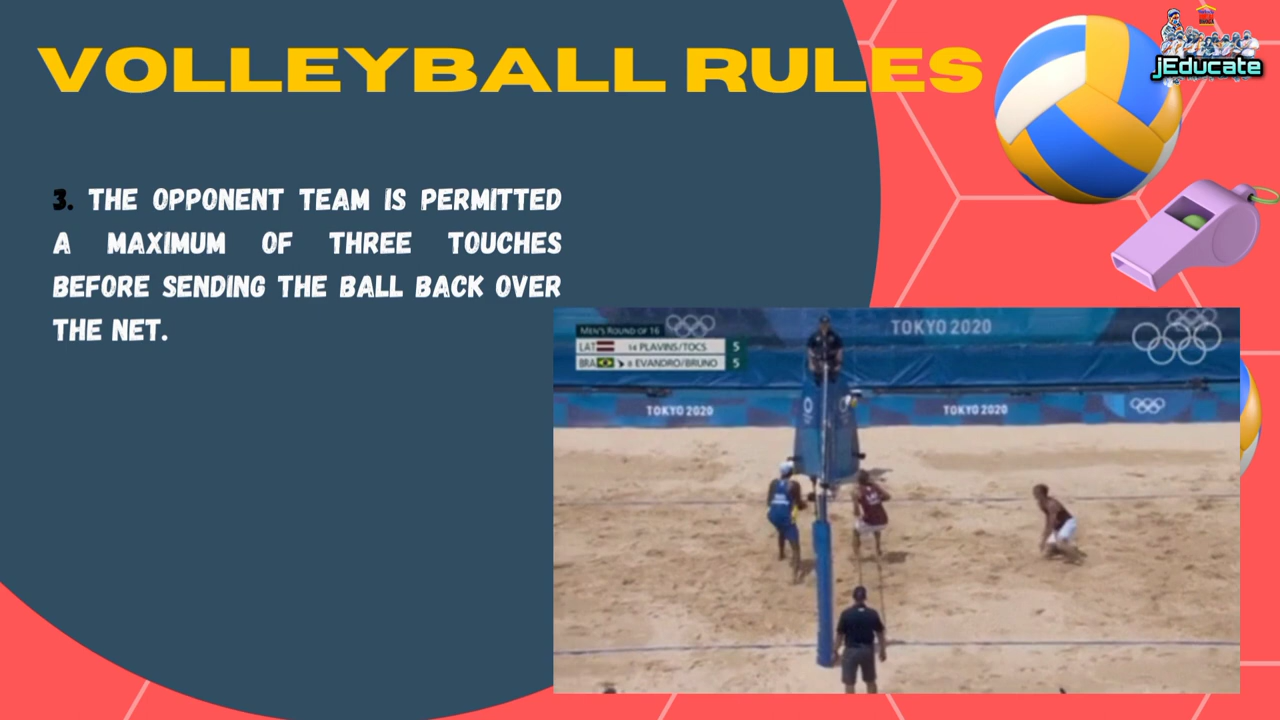 VOLLEYBALL RULES
jEducate
3. THE OPPONENT TEAM IS PERMITTED
A MAXIMUM OF THREE TOUCHES
BEFORE SENDING THE BALL BACK OVER
THE NET.
MEN'S ROUND OF 16
TOKYO 2020
LAT 14 PLAVINS/TOCS 5
BRA 8 EVANDRO/BRUNO 5
TOKYO 2020
TOKYO 2020